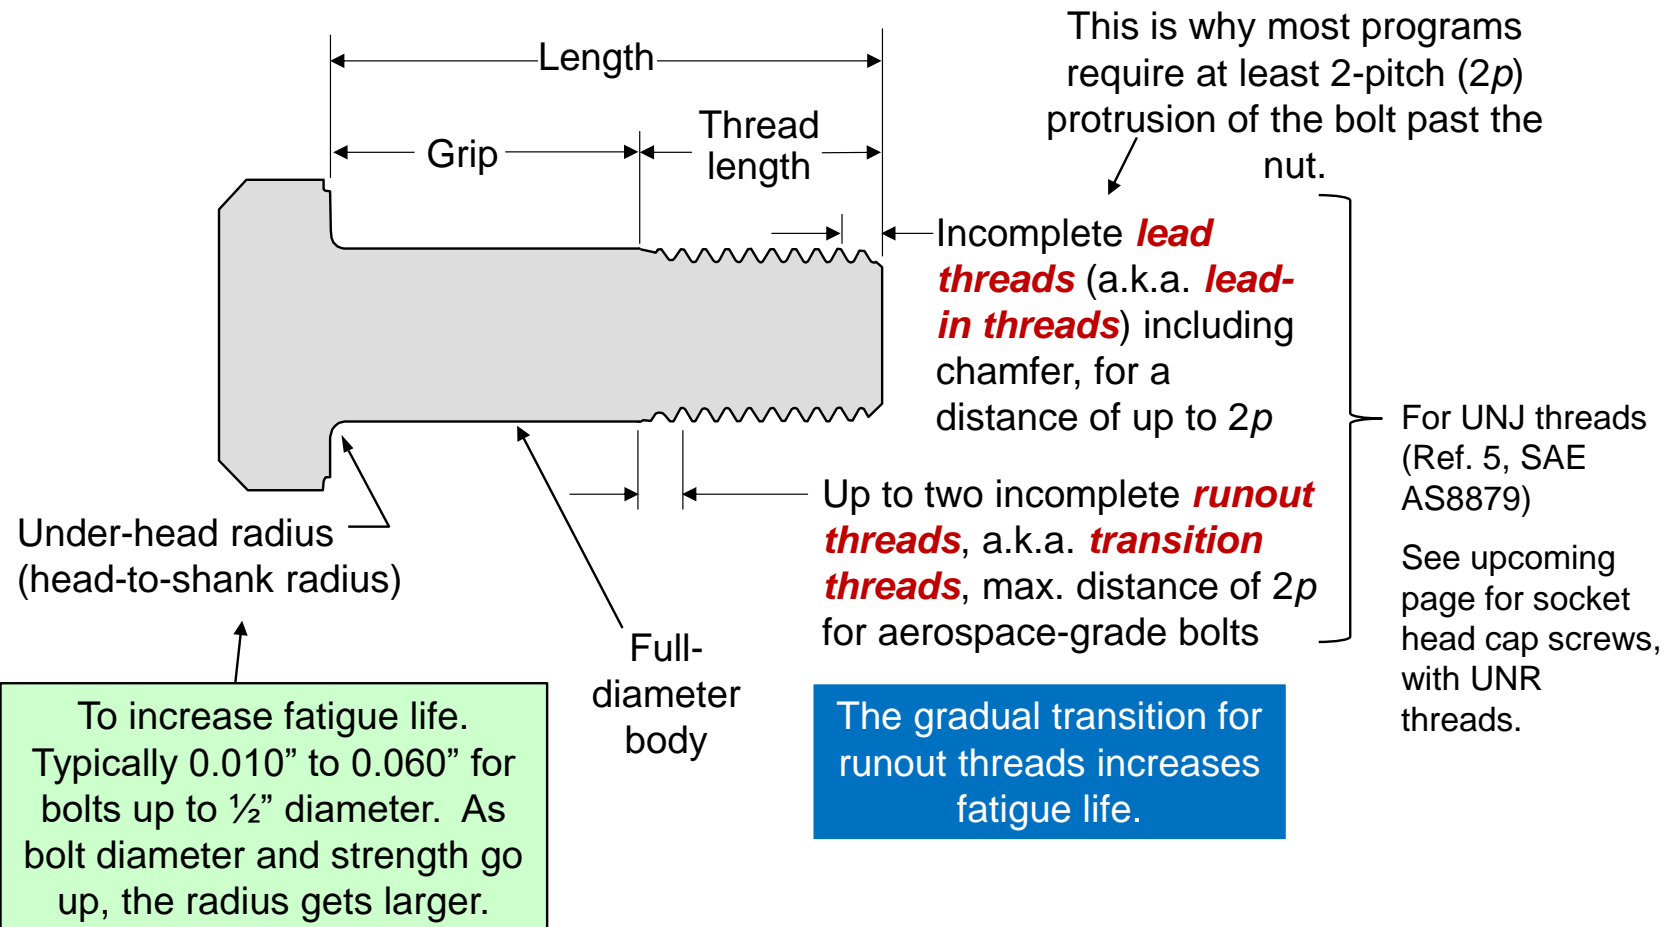 This is why most programs
require at least 2-pitch (2p)
protrusion of the bolt past the
nut.
Length
Grip
Thread
length
Incomplete lead
threads (a.k.a. lead-
in threads) including
chamfer, for a
distance of up to 2p
Up to two incomplete runout
threads, a.k.a. transition
threads, max. distance of 2p
for aerospace-grade bolts
For UNJ threads
(Ref. 5, SAE
AS8879)
See upcoming
page for socket
head cap screws,
with UNR
threads.
Under-head radius
(head-to-shank radius)
Full-
diameter
body
To increase fatigue life.
Typically 0.010” to 0.060” for
bolts up to ½” diameter.  As
bolt diameter and strength go
up, the radius gets larger.
The gradual transition for
runout threads increases
fatigue life.